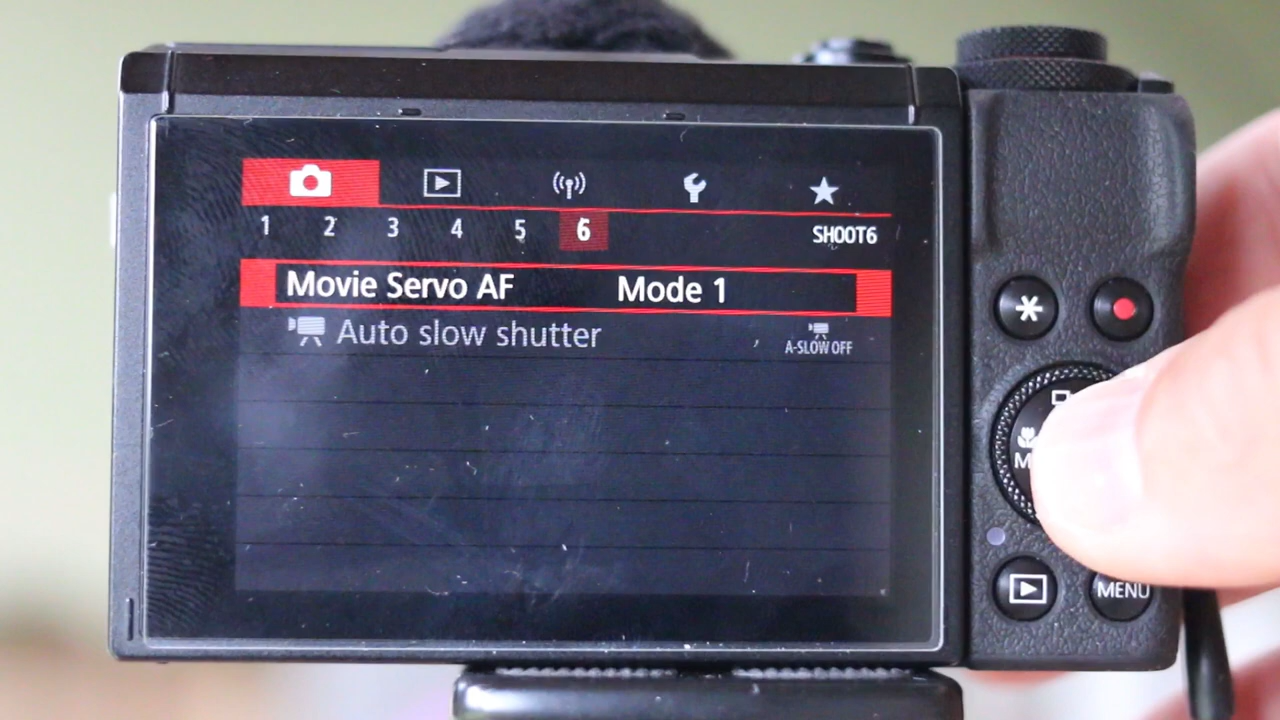 1 2 3 4 5 6 SHOOT6
Movie Servo AF Mode 1
Auto slow shutter A-SLOW OFF
MENU